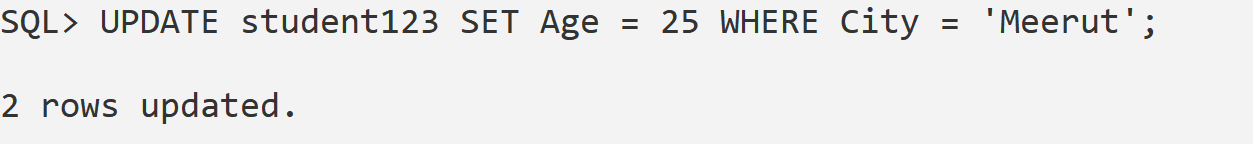 SQL> UPDATE student123 SET Age = 25 WHERE City = 'Meerut';
2 rows updated.